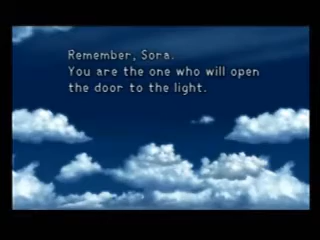 Remember, Sora.
You are the one who will open
the door to the light.